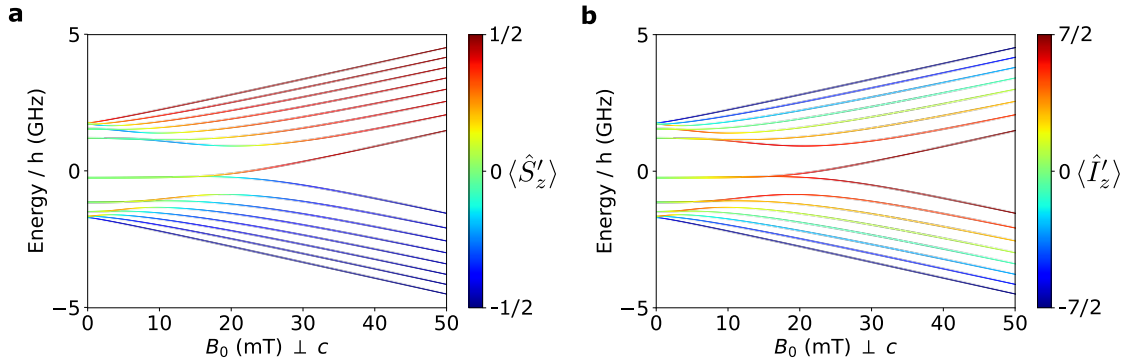 a
5
0
−5
Energy / h (GHz)
0 10 20 30 40 50
B₀ (mT) ⊥ c
1/2
0 ⟨Ŝ′z⟩
-1/2
b
5
0
−5
Energy / h (GHz)
0 10 20 30 40 50
B₀ (mT) ⊥ c
7/2
0 ⟨Î′z⟩
-7/2